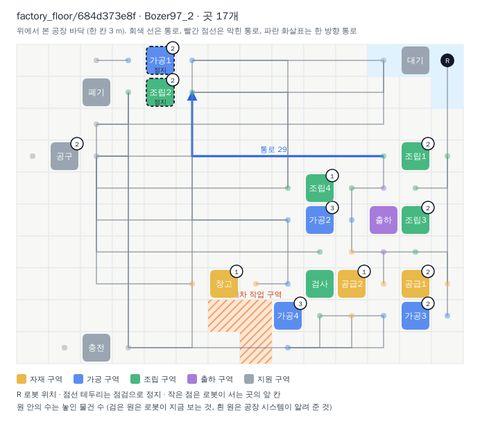 factory_floor/684d373e8f · Bozer97_2 · 곳 17개
위에서 본 공장 바닥 (한 칸 3 m). 회색 선은 통로, 빨간 점선은 막힌 통로, 파란 화살표는 한 방향 통로
2
가공1
정지
대기
R
2
조립2
정지
폐기
통로 29
2
공구
2
조립1
1
조립4
3
가공2
출하
2
조립3
1
창고
검사
1
공급2
2
공급1
차 작업 구역
3
가공4
2
가공3
충전
자재 구역
가공 구역
조립 구역
출하 구역
지원 구역
R 로봇 위치 · 점선 테두리는 점검으로 정지 · 작은 점은 로봇이 서는 곳의 앞 칸
원 안의 수는 놓인 물건 수 (검은 원은 로봇이 지금 보는 것, 흰 원은 공장 시스템이 알려 준 것)